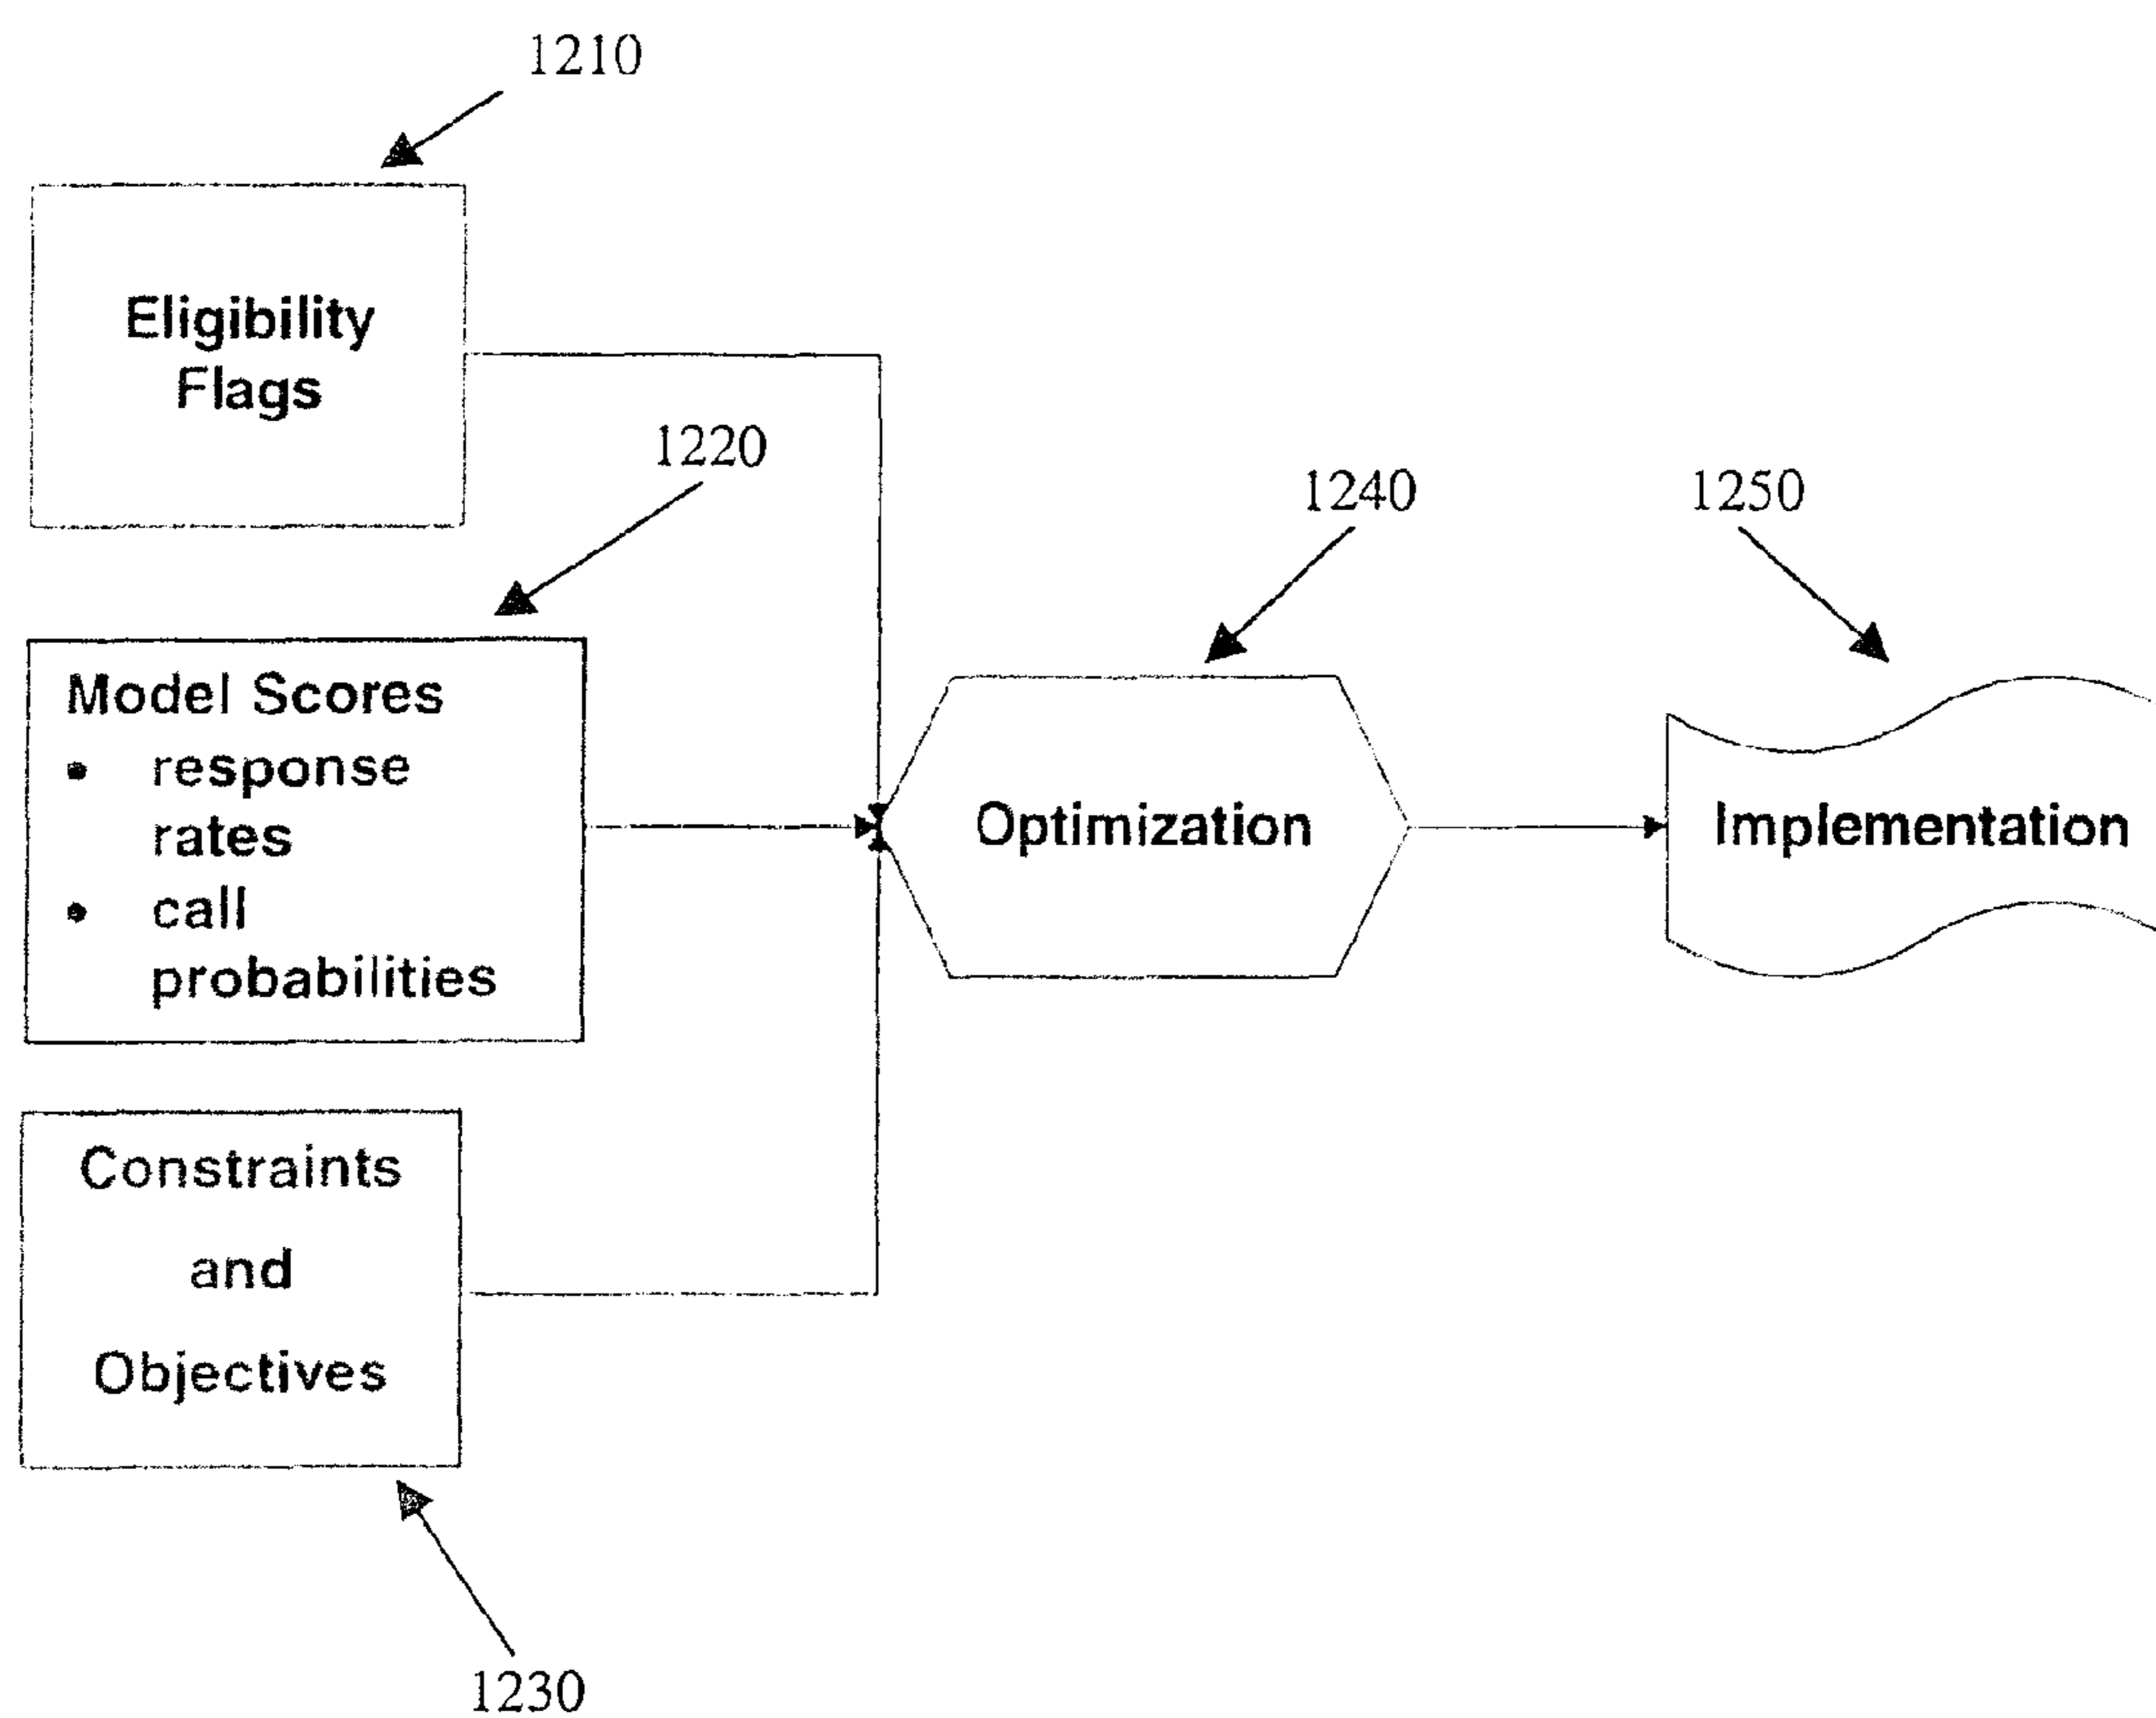 1210
Eligibility
Flags
1220
Model Scores
• response
rates
• call
probabilities
Constraints
and
Objectives
1230
1240
Optimization
1250
Implementation